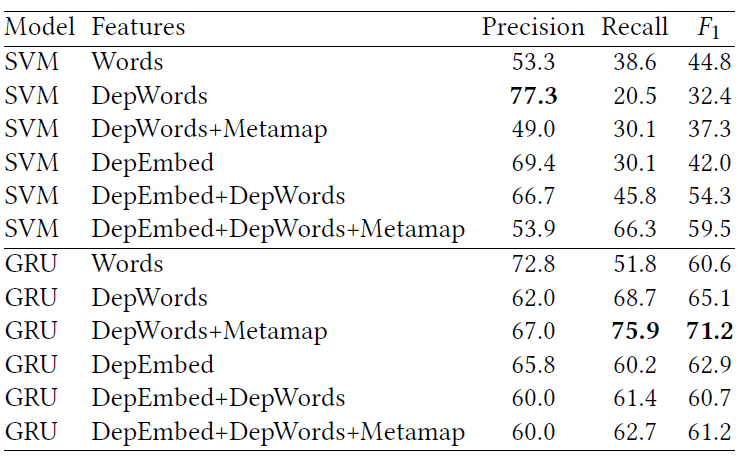 Model Features Precision Recall F1
SVM Words 53.3 38.6 44.8
SVM DepWords 77.3 20.5 32.4
SVM DepWords+Metamap 49.0 30.1 37.3
SVM DepEmbed 69.4 30.1 42.0
SVM DepEmbed+DepWords 66.7 45.8 54.3
SVM DepEmbed+DepWords+Metamap 53.9 66.3 59.5
GRU Words 72.8 51.8 60.6
GRU DepWords 62.0 68.7 65.1
GRU DepWords+Metamap 67.0 75.9 71.2
GRU DepEmbed 65.8 60.2 62.9
GRU DepEmbed+DepWords 60.0 61.4 60.7
GRU DepEmbed+DepWords+Metamap 60.0 62.7 61.2